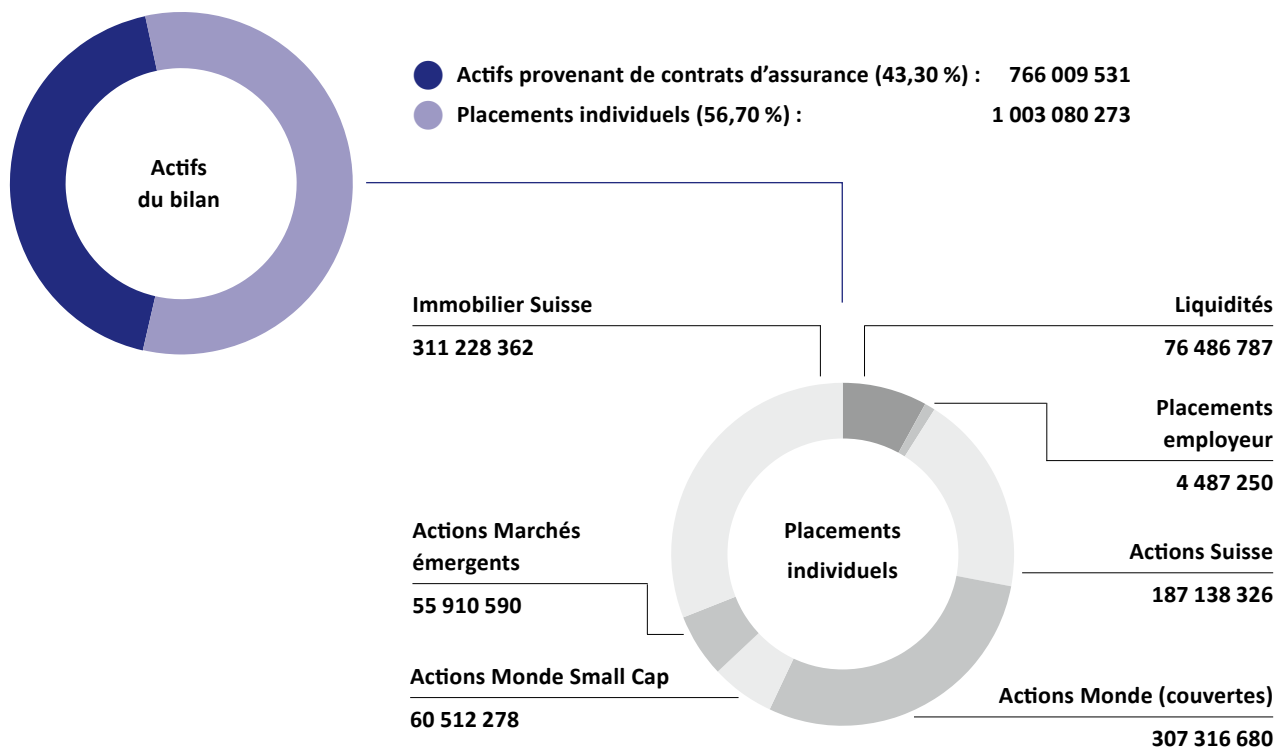 Actifs provenant de contrats d'assurance (43,30 %) : 766 009 531
Placements individuels (56,70 %) : 1 003 080 273
Actifs
du bilan
Immobilier Suisse
311 228 362
Liquidités
76 486 787
Placements
employeur
4 487 250
Placements
individuels
Actions Marchés
émergents
55 910 590
Actions Suisse
187 138 326
Actions Monde Small Cap
60 512 278
Actions Monde (couvertes)
307 316 680